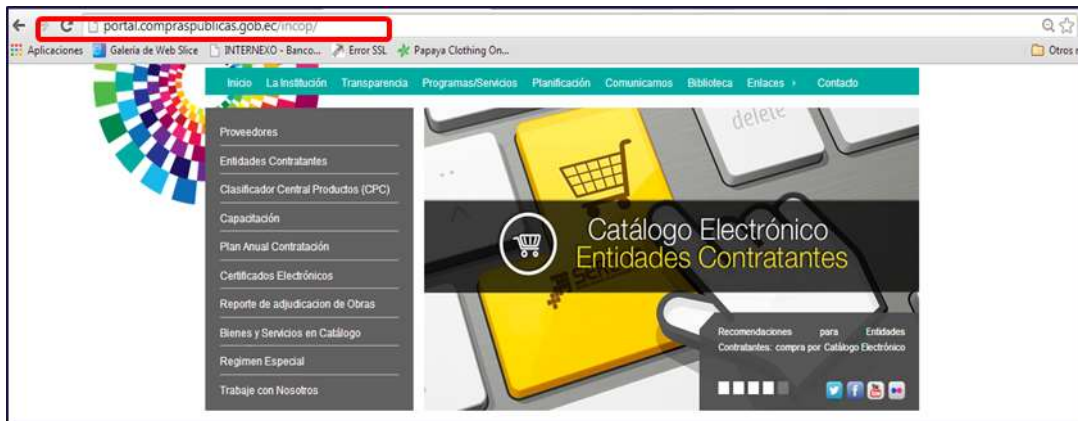 portal.compraspublicas.gob.ec/incop/
Aplicaciones Galería de Web Slice INTERNEXO - Banco... Error SSL Papaya Clothing On... Otros
Inicio La Institución Transparencia Programas/Servicios Planificación Comunicamos Biblioteca Enlaces Contacto
Proveedores
Entidades Contratantes
Clasificador Central Productos (CPC)
Capacitación
Plan Anual Contratación
Certificados Electrónicos
Reporte de adjudicacion de Obras
Bienes y Servicios en Catálogo
Regimen Especial
Trabaje con Nosotros
delete
Catálogo Electrónico
Entidades Contratantes
Recomendaciones para Entidades
Contratantes: compra por Catálogo Electrónico